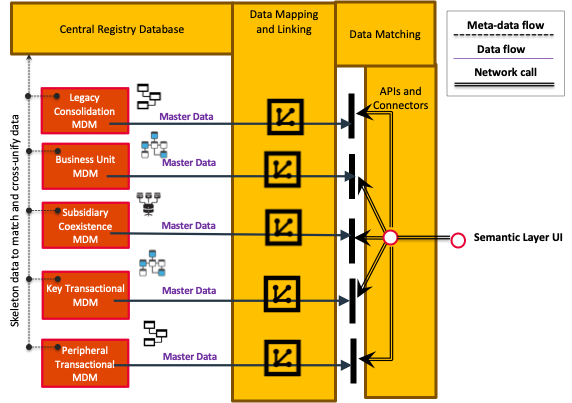 Central Registry Database
Data Mapping
and Linking
Data Matching
Meta-data flow
Data flow
Network call
APIs and
Connectors
Skeleton data to match and cross-unify data
Legacy
Consolidation
MDM
Master Data
Business Unit
MDM
Master Data
Subsidiary
Coexistence
MDM
Master Data
Semantic Layer UI
Key Transactional
MDM
Master Data
Peripheral
Transactional
MDM
Master Data